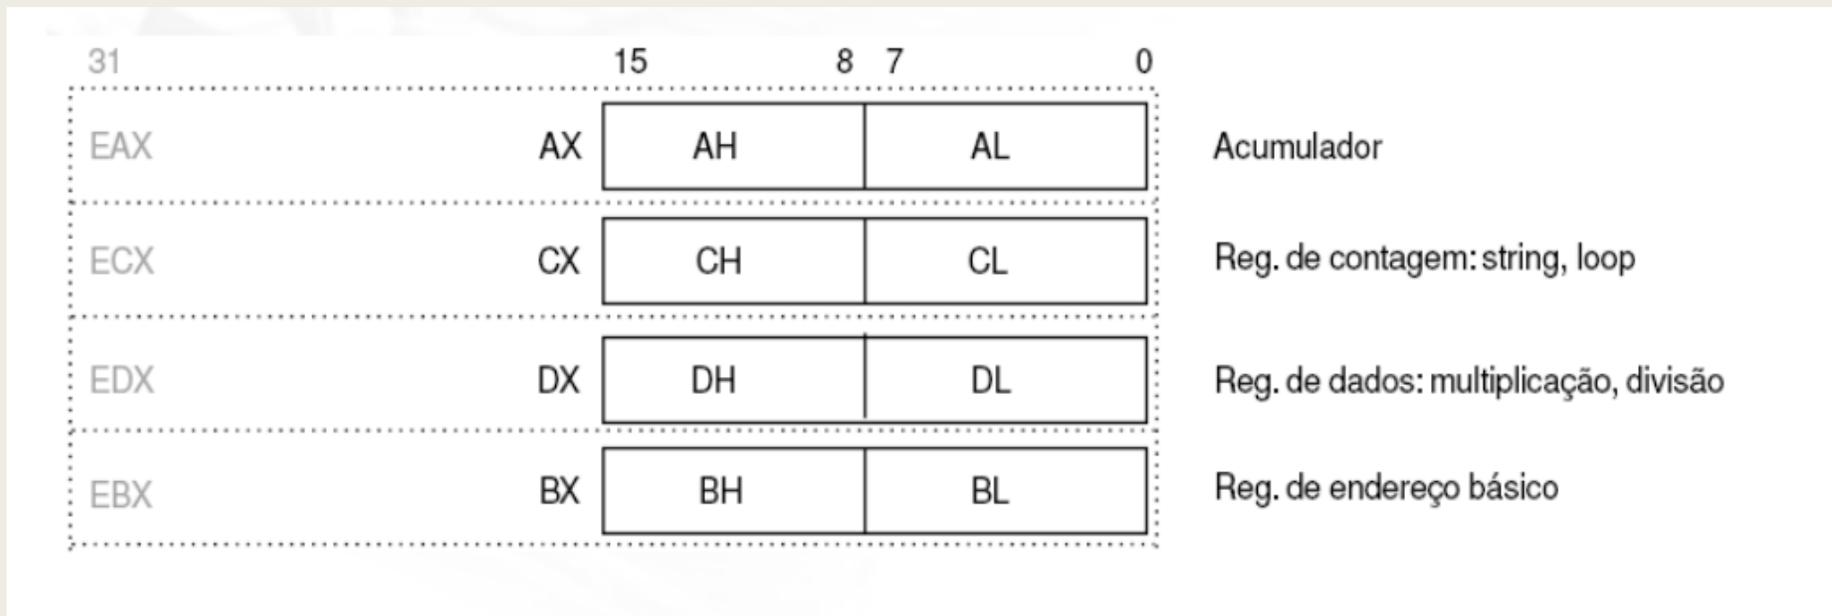 31 15 8 7 0
EAX AX AH AL Acumulador
ECX CX CH CL Reg. de contagem: string, loop
EDX DX DH DL Reg. de dados: multiplicação, divisão
EBX BX BH BL Reg. de endereço básico